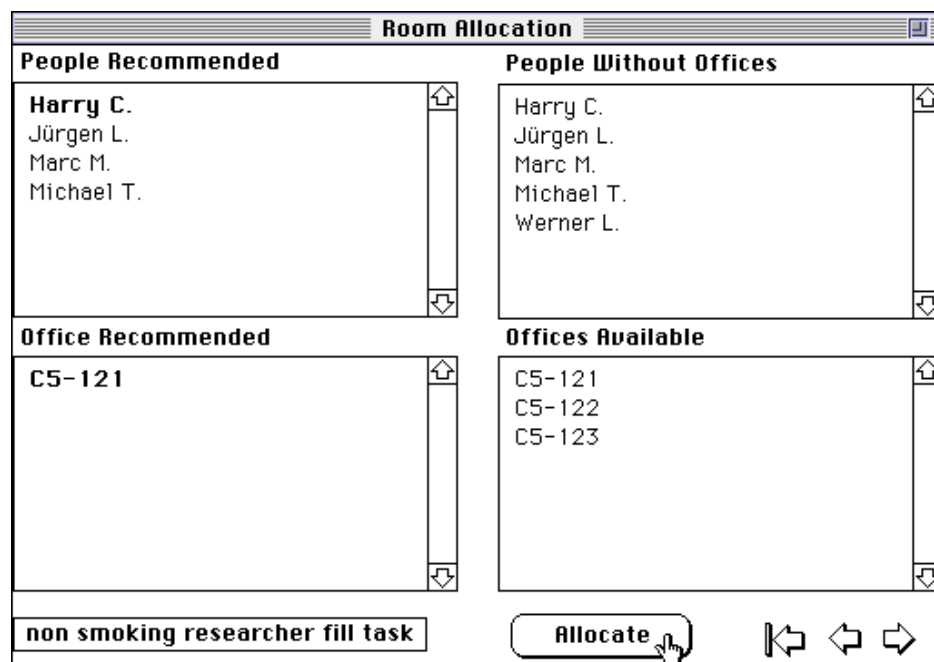 Room Allocation
People Recommended
Harry C.
Jürgen L.
Marc M.
Michael T.
People Without Offices
Harry C.
Jürgen L.
Marc M.
Michael T.
Werner L.
Office Recommended
C5-121
Offices Available
C5-121
C5-122
C5-123
non smoking researcher fill task
Allocate